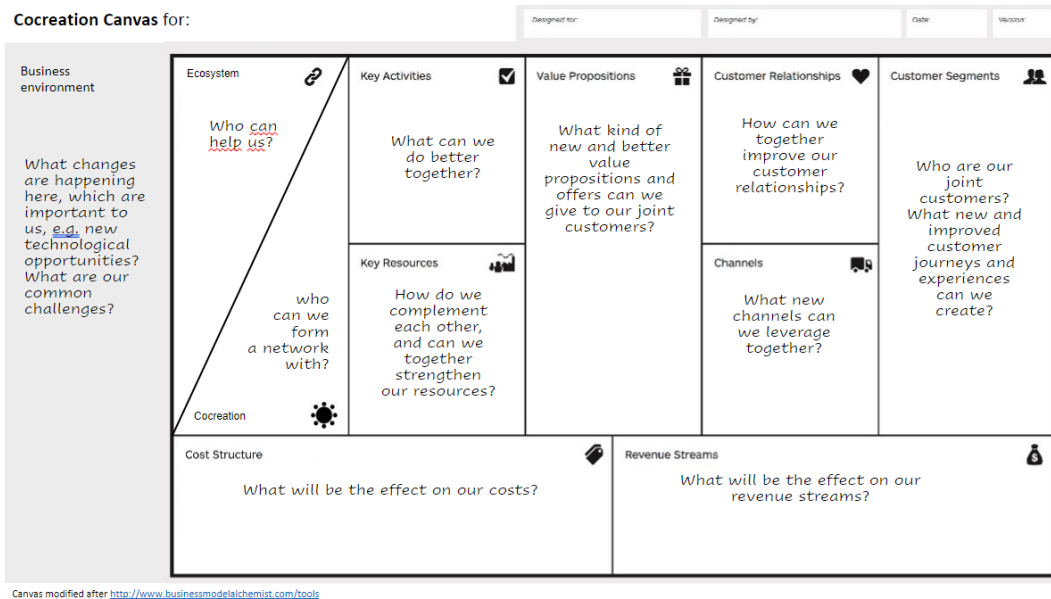 Cocreation Canvas for:
Designed for:
Designed by:
Date:
Version:
Business
environment
What changes
are happening
here, which are
important to
us, e.g. new
technological
opportunities?
What are our
common
challenges?
Ecosystem
Who can
help us?
who
can we
form
a network
with?
Cocreation
Key Activities
What can we
do better
together?
Key Resources
How do we
complement
each other,
and can we
together
strengthen
our resources?
Value Propositions
What kind of
new and better
value
propositions and
offers can we
give to our joint
customers?
Customer Relationships
How can we
together
improve our
customer
relationships?
Channels
What new
channels can
we leverage
together?
Customer Segments
Who are our
joint
customers?
What new and
improved
customer
journeys and
experiences
can we
create?
Cost Structure
What will be the effect on our costs?
Revenue Streams
What will be the effect on our
revenue streams?
Canvas modified after http://www.businessmodelalchemist.com/tools